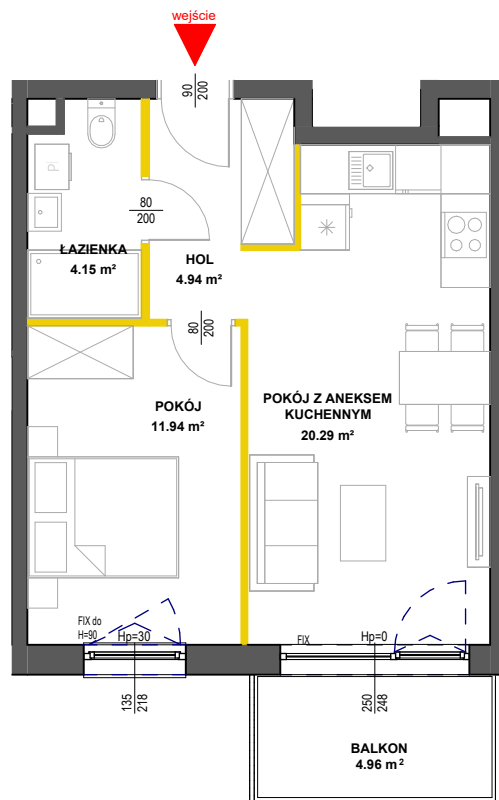 wejście
90
200
PI
80
200
ŁAZIENKA
4.15 m²
HOL
4.94 m²
80
200
POKÓJ
11.94 m²
POKÓJ Z ANEKSEM
KUCHENNYM
20.29 m²
FIX do
H=90
Hp=30
FIX
Hp=0
135
218
250
248
BALKON
4.96 m²